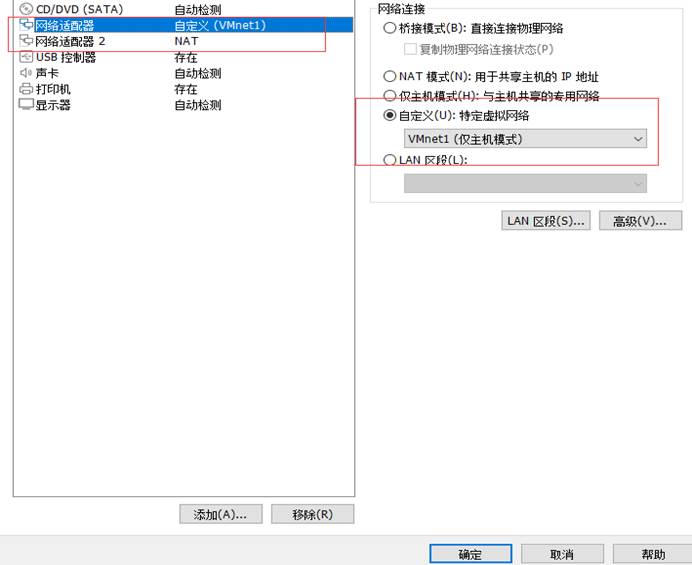 CD/DVD (SATA) 自动检测
网络适配器 自定义 (VMnet1)
网络适配器 2 NAT
USB 控制器 存在
声卡 自动检测
打印机 存在
显示器 自动检测
添加(A)... 移除(R)
网络连接
桥接模式(B): 直接连接物理网络
复制物理网络连接状态(P)
NAT 模式(N): 用于共享主机的 IP 地址
仅主机模式(H): 与主机共享的专用网络
自定义(U): 特定虚拟网络
VMnet1 (仅主机模式)
LAN 区段(L):
LAN 区段(S)... 高级(V)...
确定 取消 帮助